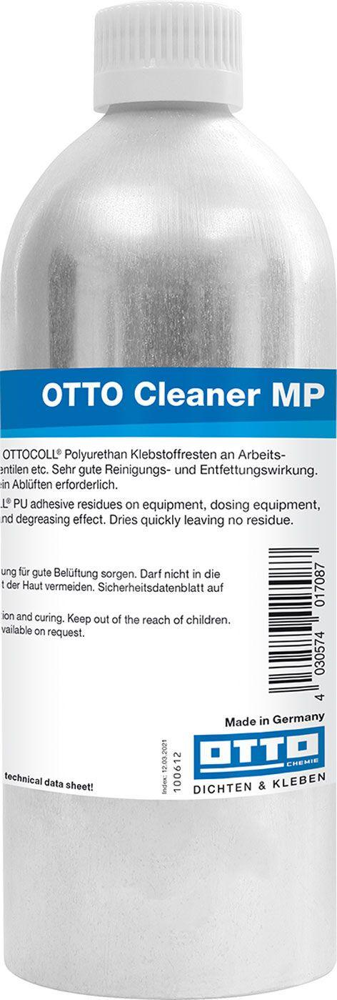 OTTO Cleaner MP
OTTOCOLL® Polyurethan Klebstoffresten an Arbeits-
entilen etc. Sehr gute Reinigungs- und Entfettungswirkung.
in Ablüften erforderlich.
L® PU adhesive residues on equipment, dosing equipment,
nd degreasing effect. Dries quickly leaving no residue.
ung für gute Belüftung sorgen. Darf nicht in die
t der Haut vermeiden. Sicherheitsdatenblatt auf
tion and curing. Keep out of the reach of children.
vailable on request.
4 030574 017087
Made in Germany
OTTO
CHEMIE
DICHTEN & KLEBEN
Index: 12.03.2021
100612
technical data sheet!